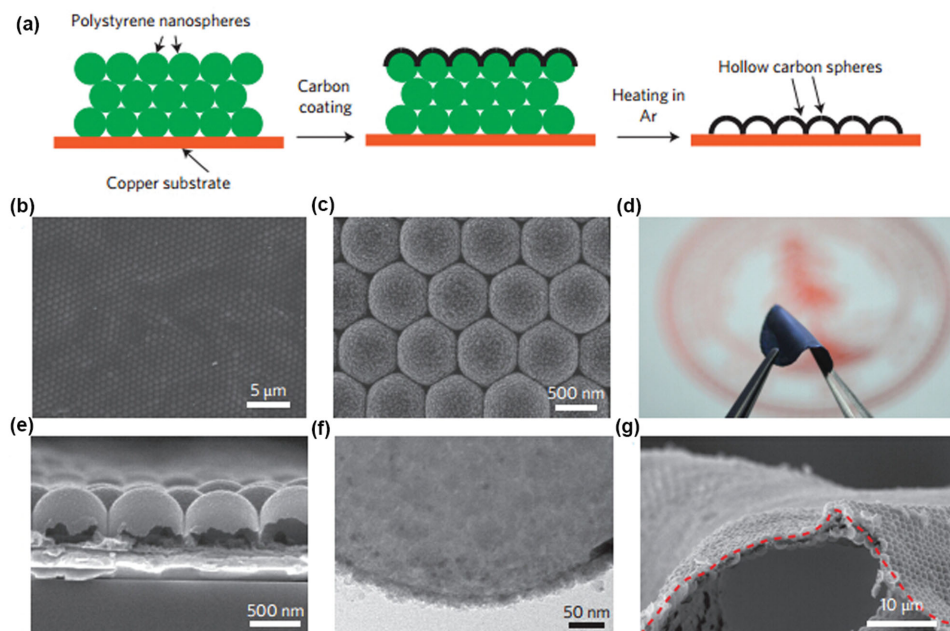 (a)
Polystyrene nanospheres
Copper substrate
Carbon
coating
Heating in
Ar
Hollow carbon spheres
(b)
5 μm
(c)
500 nm
(d)
(e)
500 nm
(f)
50 nm
(g)
10 μm